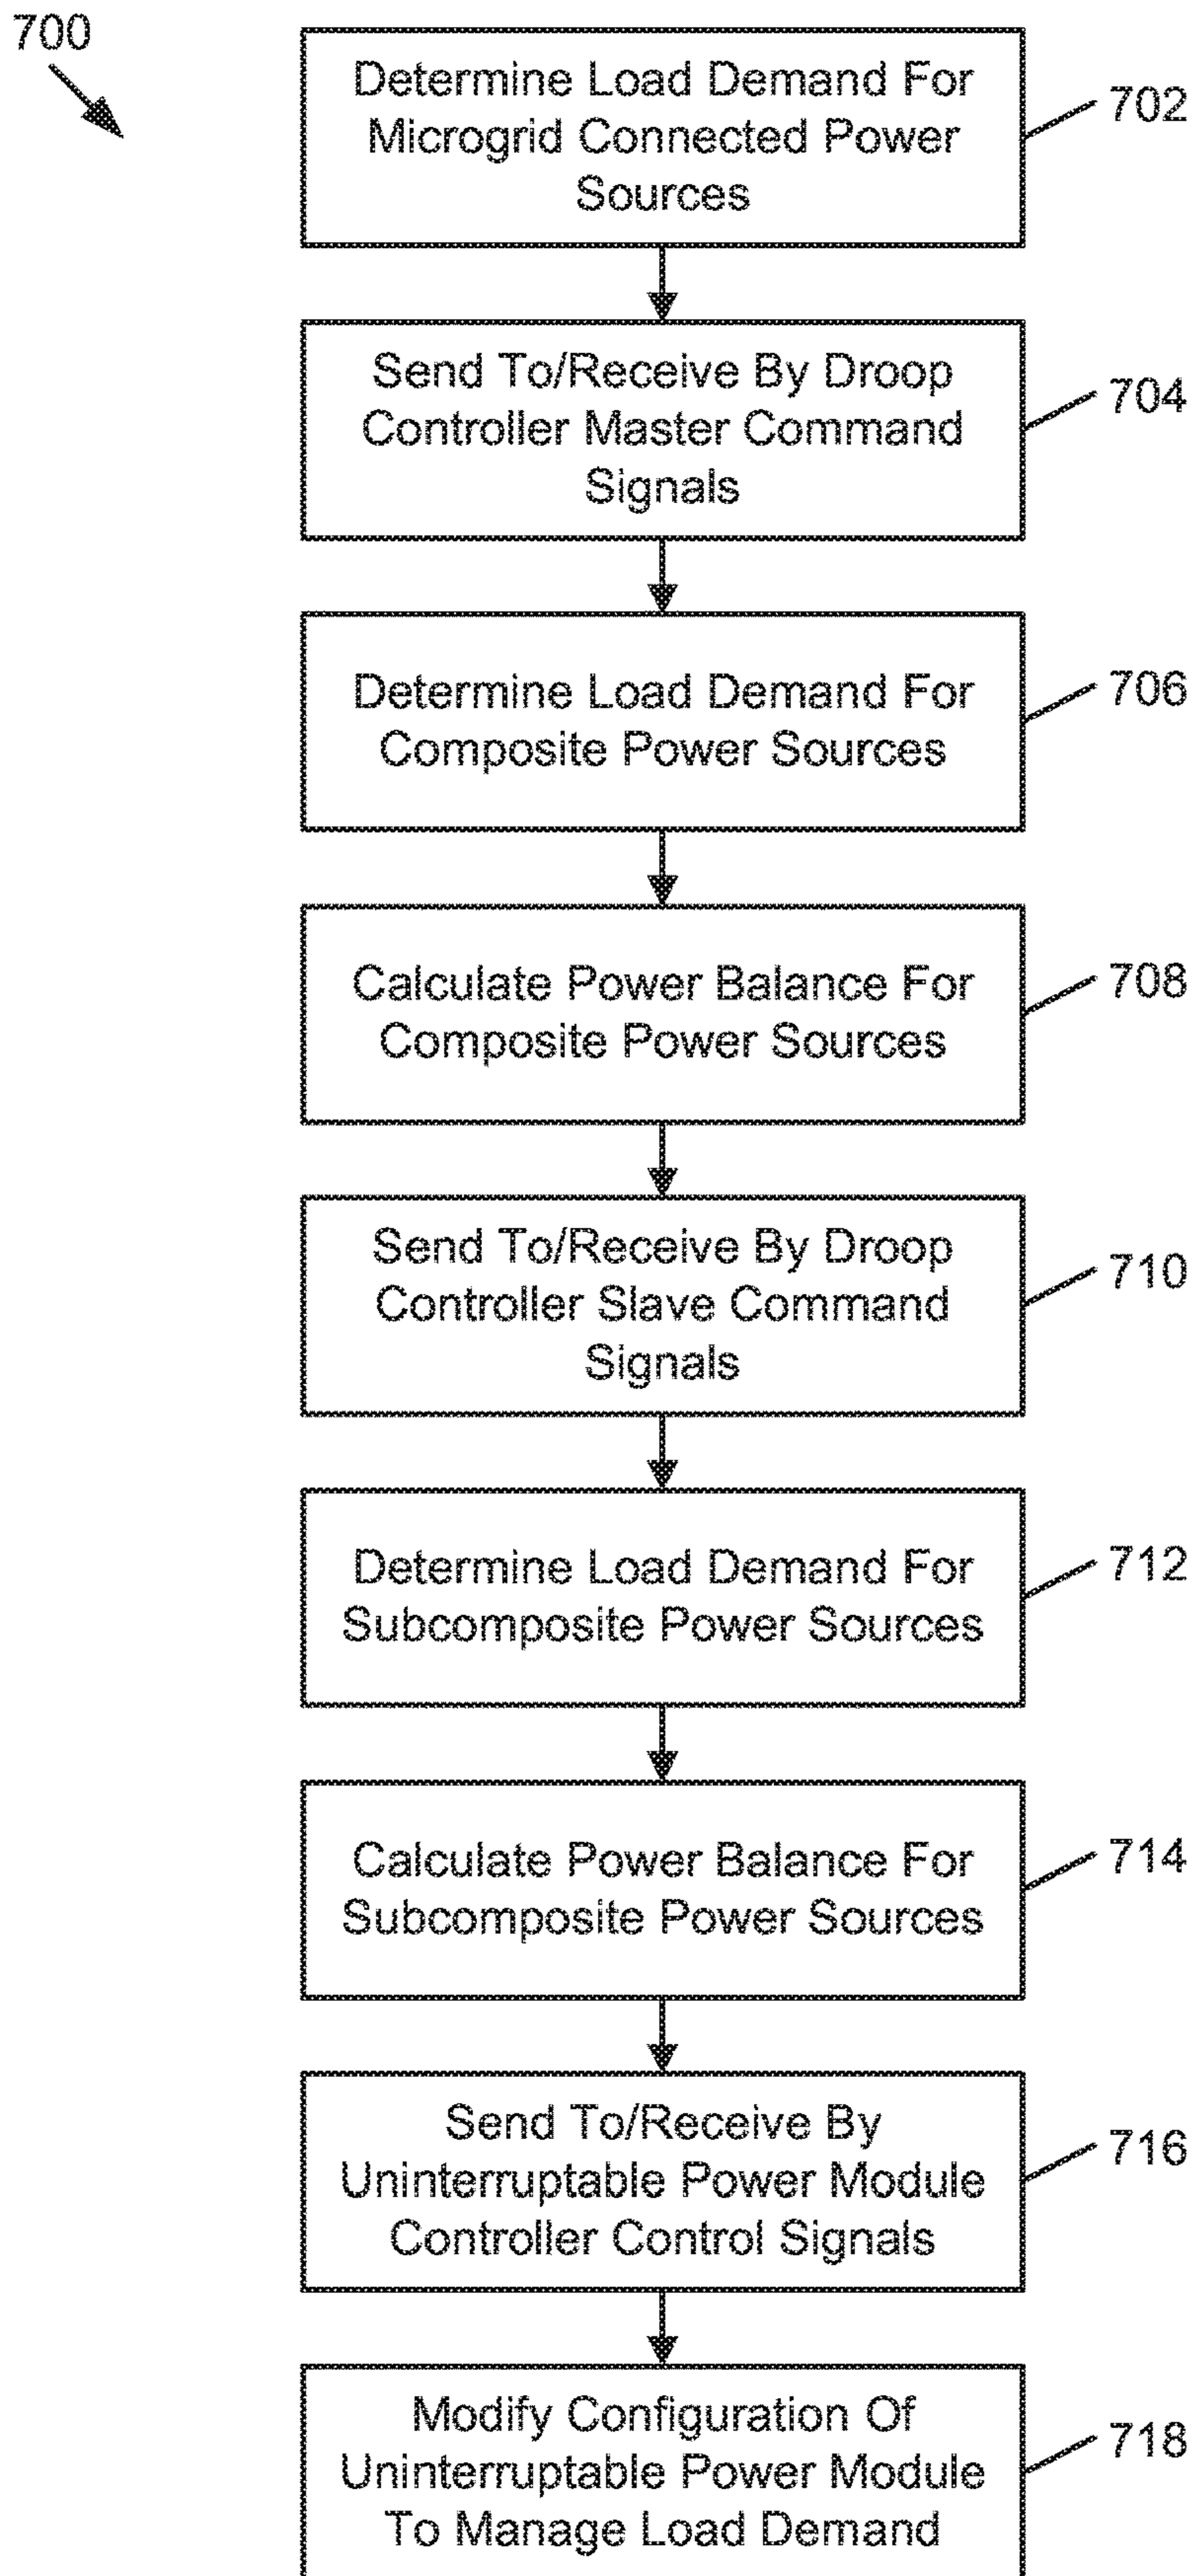 700
Determine Load Demand For
Microgrid Connected Power
Sources
702
Send To/Receive By Droop
Controller Master Command
Signals
704
Determine Load Demand For
Composite Power Sources
706
Calculate Power Balance For
Composite Power Sources
708
Send To/Receive By Droop
Controller Slave Command
Signals
710
Determine Load Demand For
Subcomposite Power Sources
712
Calculate Power Balance For
Subcomposite Power Sources
714
Send To/Receive By
Uninterruptable Power Module
Controller Control Signals
716
Modify Configuration Of
Uninterruptable Power Module
To Manage Load Demand
718